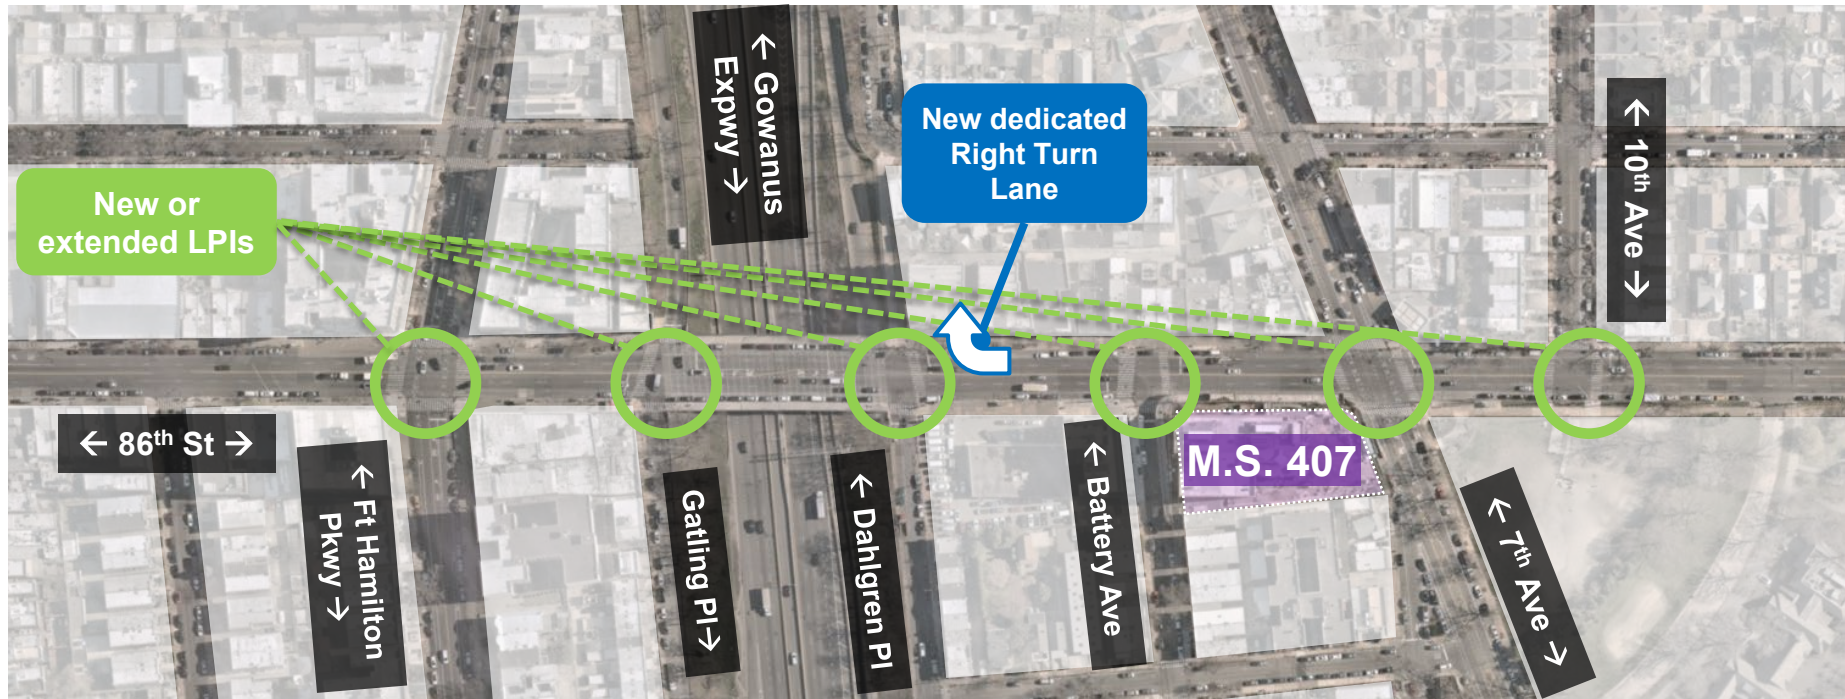 ← Gowanus
Expwy →
New dedicated
Right Turn
Lane
← 10th Ave →
New or
extended LPIs
← 86th St →
← Ft Hamilton
Pkwy →
Gatling Pl→
← Dahlgren Pl
← Battery Ave
M.S. 407
← 7th Ave →